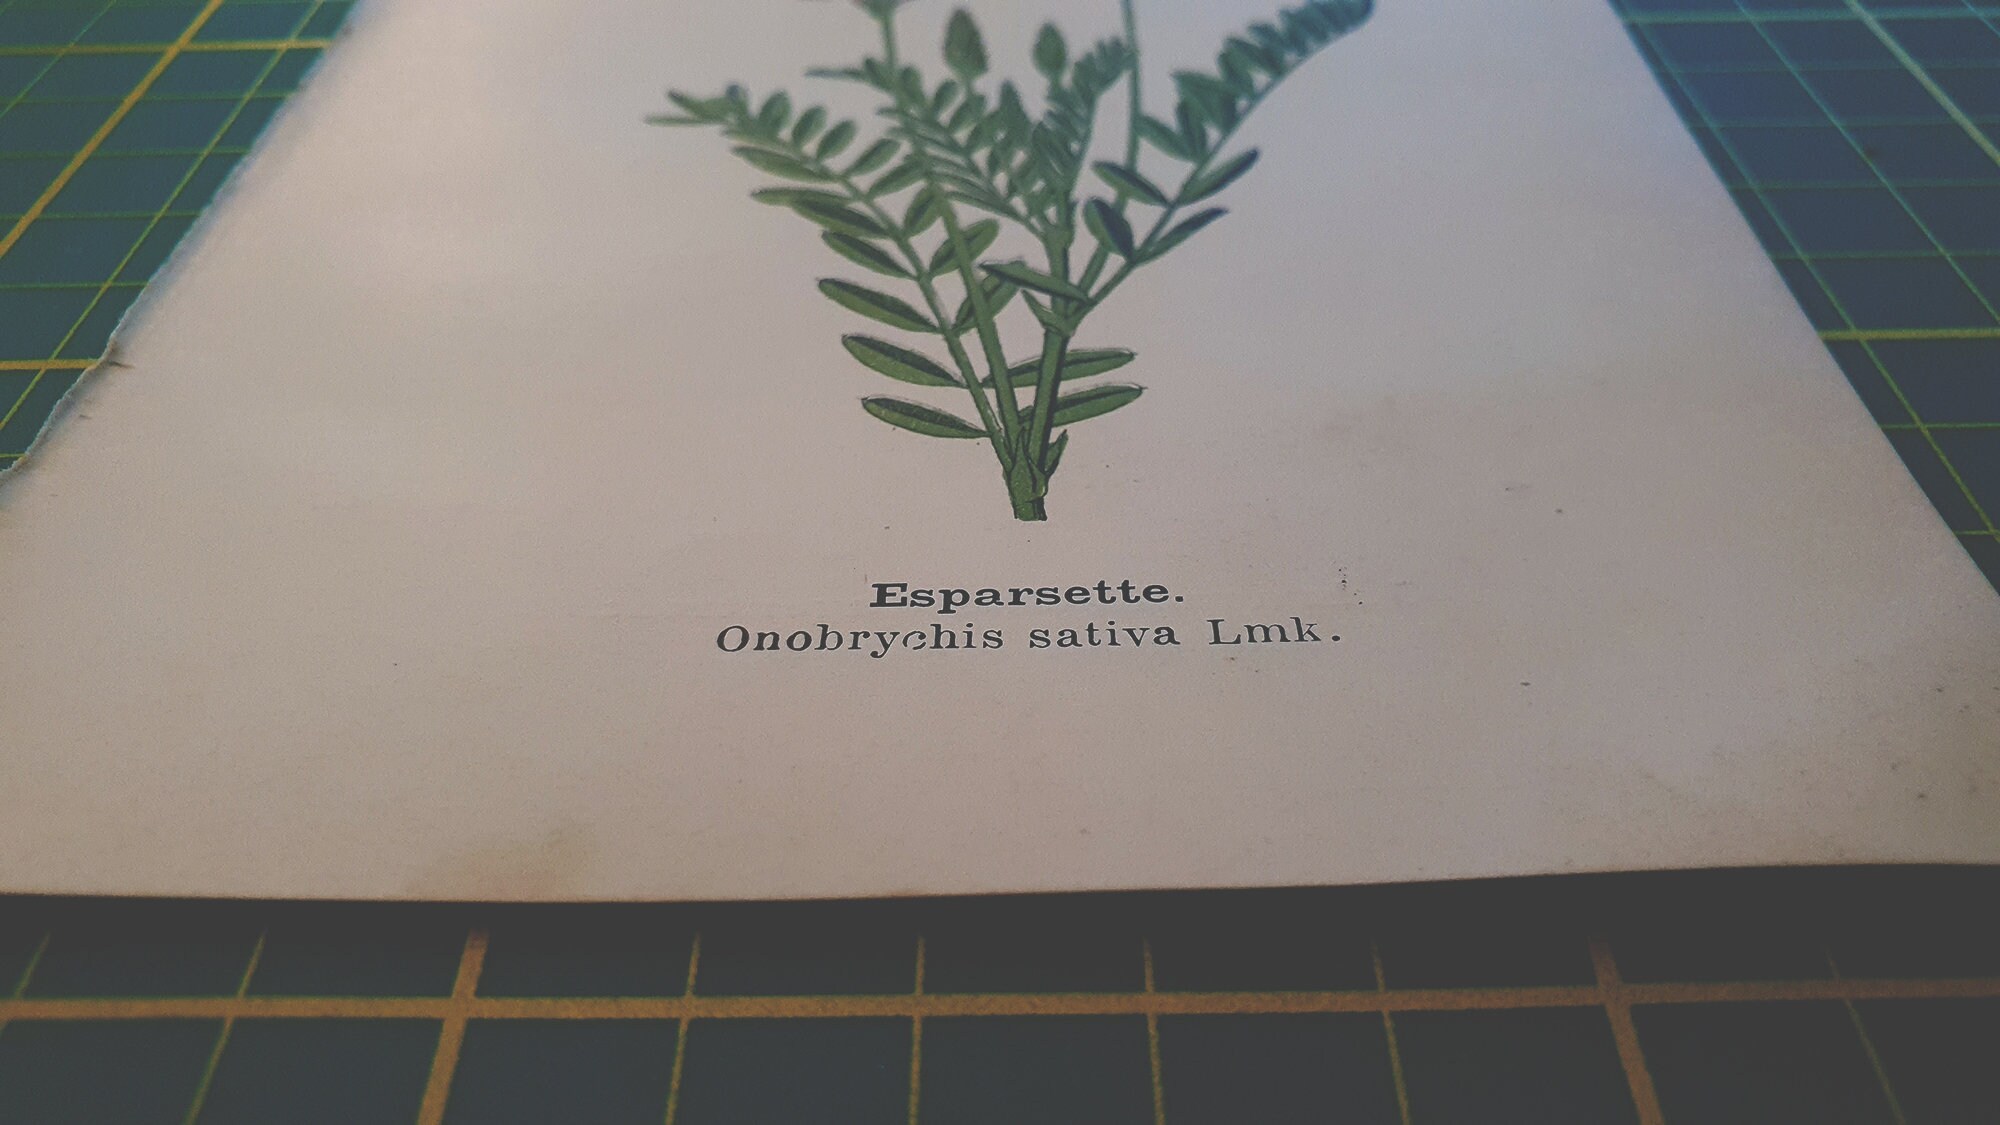 Esparsette.
Onobrychis sativa Lmk.